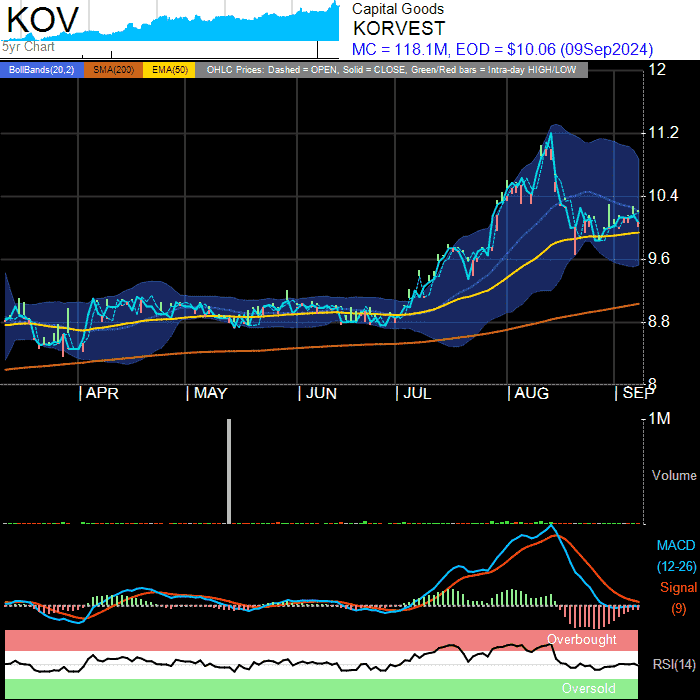 KOV
5yr Chart
Capital Goods
KORVEST
MC = 118.1M, EOD = $10.06 (09Sep2024)
BollBands(20,2) SMA(200) EMA(50) OHLC Prices: Dashed = OPEN, Solid = CLOSE, Green/Red bars = Intra-day HIGH/LOW
12
11.2
10.4
9.6
8.8
8
APR MAY JUN JUL AUG SEP
1M
Volume
MACD
(12-26)
Signal
(9)
Overbought
RSI(14)
Oversold